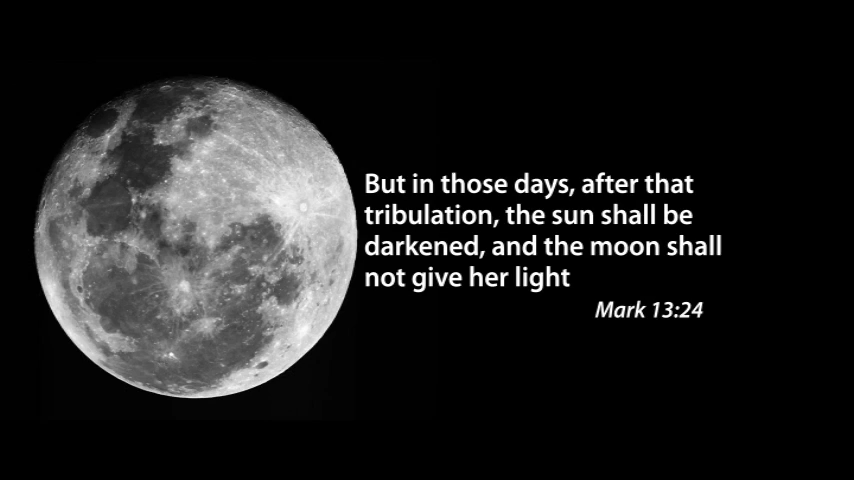 But in those days, after that
tribulation, the sun shall be
darkened, and the moon shall
not give her light
Mark 13:24